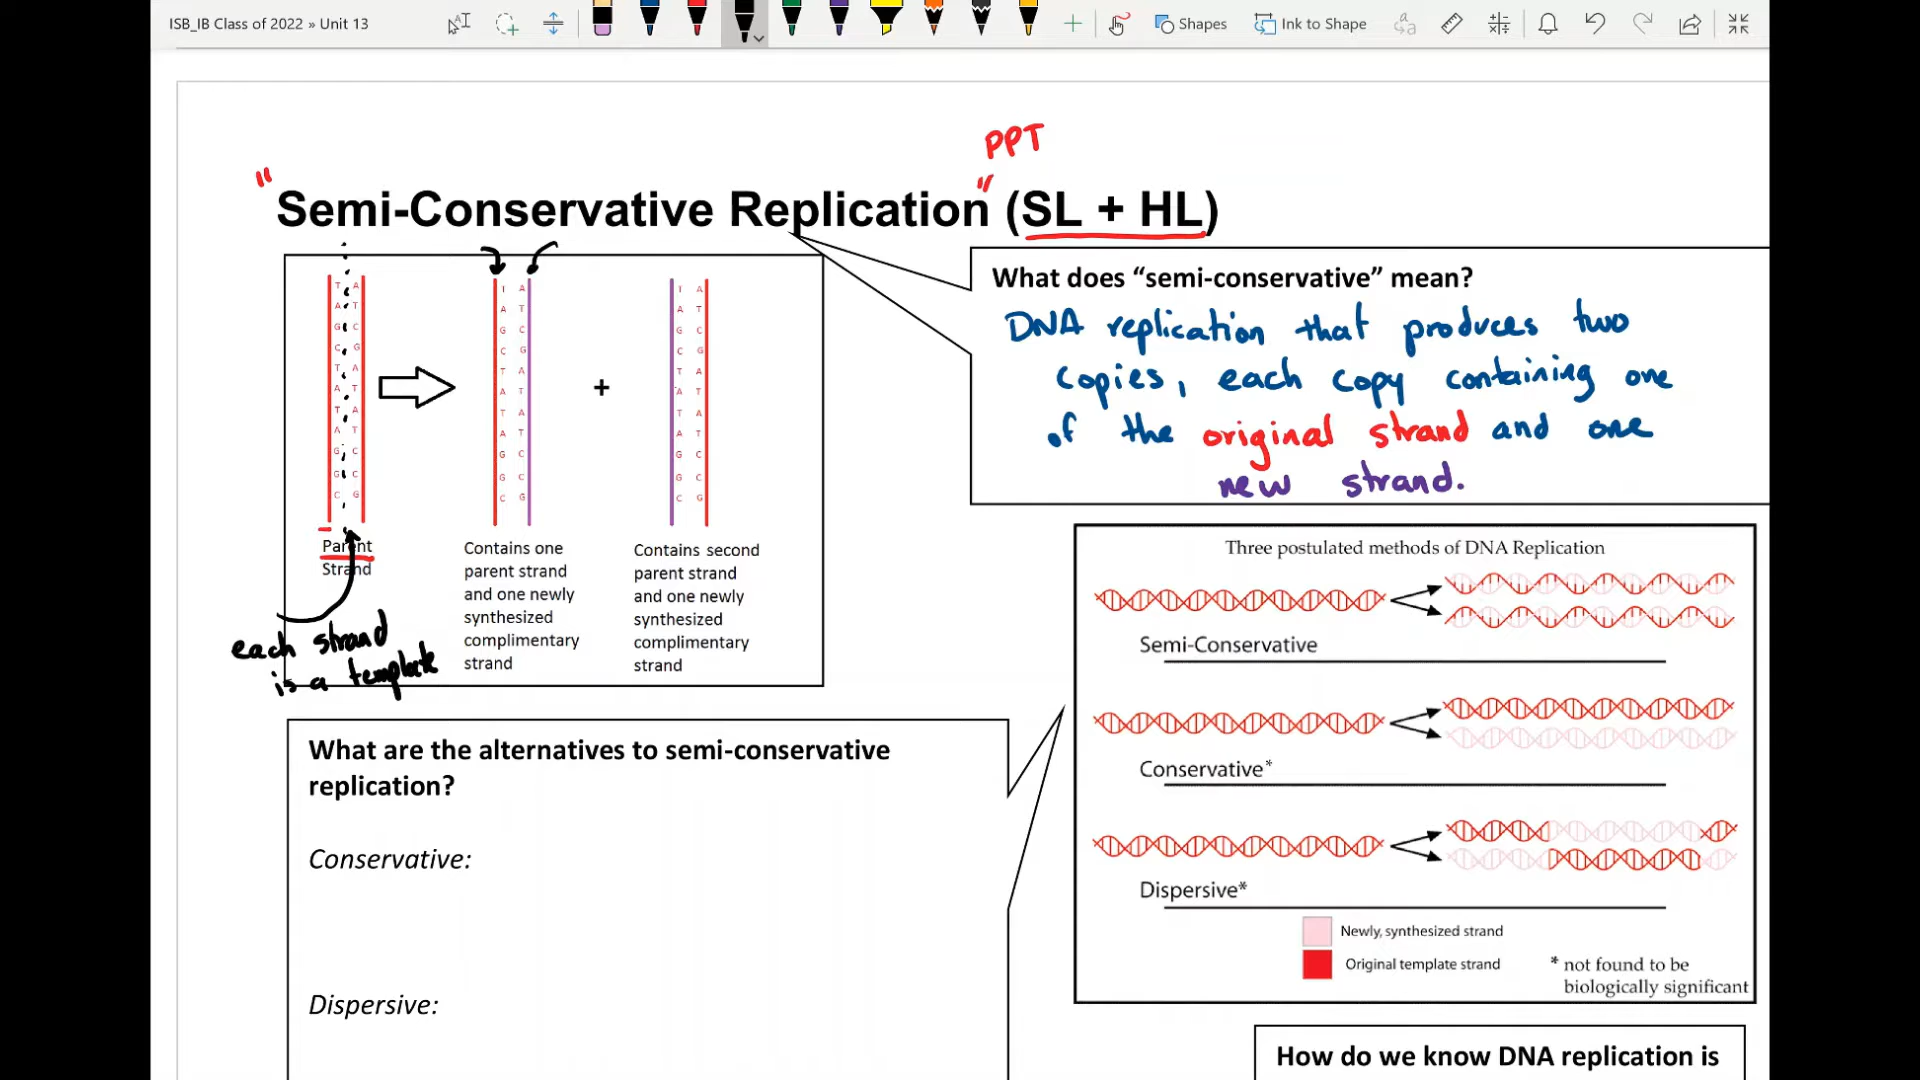 ISB_IB Class of 2022 » Unit 13
Shapes
Ink to Shape
PPT
"Semi-Conservative Replication" (SL + HL)
What does “semi-conservative” mean?
DNA replication that produces two
copies, each copy containing one
of the original strand and one
new strand.
T A
A T
G C
C G
T A
A T
T A
A T
G C
G C
C G
T A
A T
G C
C G
T A
A T
T A
A T
G C
G C
C G
+
T A
A T
G C
C G
T A
A T
T A
A T
G C
G C
C G
Parent
Strand
Contains one
parent strand
and one newly
synthesized
complimentary
strand
Contains second
parent strand
and one newly
synthesized
complimentary
strand
each strand
is a template
Three postulated methods of DNA Replication
Semi-Conservative
Conservative*
Dispersive*
Newly, synthesized strand
Original template strand
* not found to be
biologically significant
What are the alternatives to semi-conservative
replication?
Conservative:
Dispersive:
How do we know DNA replication is